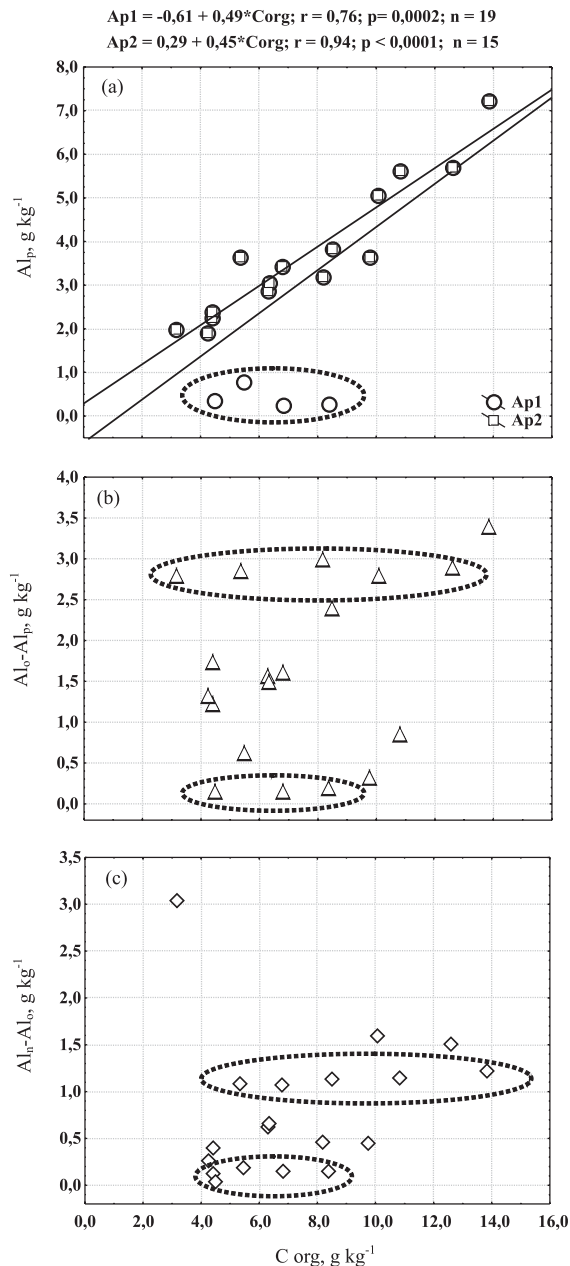 Ap1 = -0,61 + 0,49*Corg; r = 0,76; p= 0,0002; n = 19
Ap2 = 0,29 + 0,45*Corg; r = 0,94; p < 0,0001; n = 15
(a)
8,0
7,0
6,0
5,0
4,0
3,0
2,0
1,0
0,0
Alp, g kg-1
Ap1
Ap2
(b)
4,0
3,5
3,0
2,5
2,0
1,5
1,0
0,5
0,0
Alo-Alp, g kg-1
(c)
3,5
3,0
2,5
2,0
1,5
1,0
0,5
0,0
Aln-Alo, g kg-1
0,0 2,0 4,0 6,0 8,0 10,0 12,0 14,0 16,0
C org, g kg-1